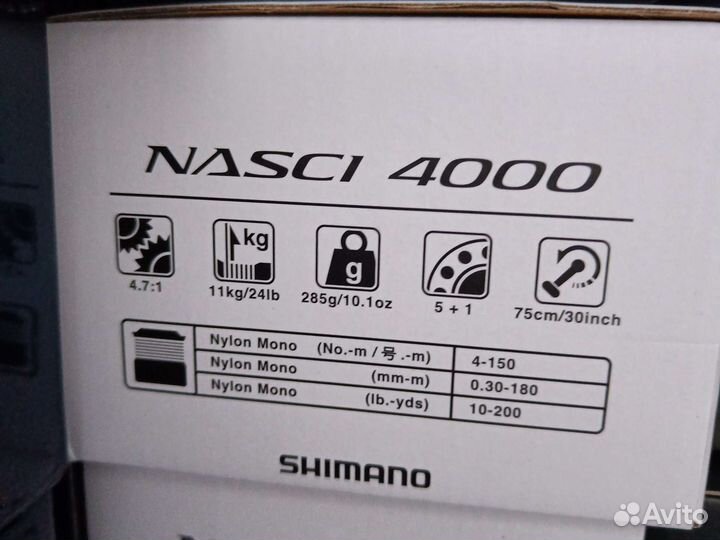 NASCI 4000
kg
g
4.7:1
11kg/24lb
285g/10.1oz
5 + 1
75cm/30inch
Nylon Mono (No.-m / 号 .-m) 4-150
Nylon Mono (mm-m) 0.30-180
Nylon Mono (lb.-yds) 10-200
SHIMANO
Avito